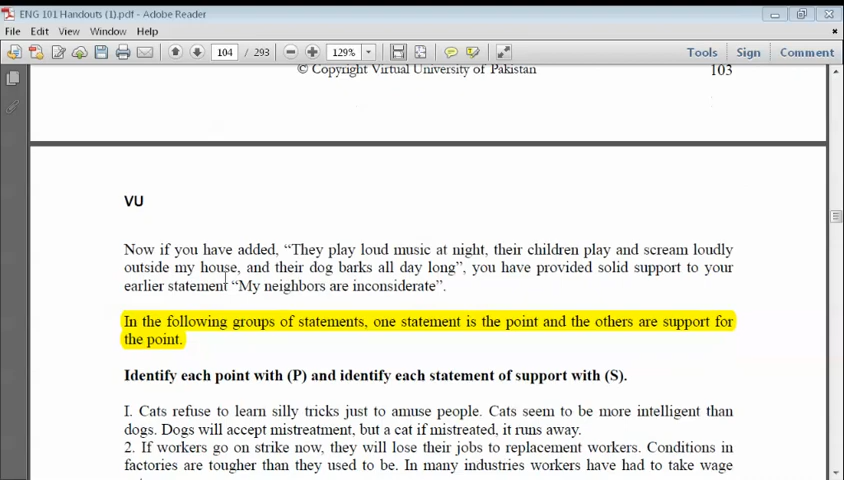 ENG 101 Handouts (1).pdf - Adobe Reader
File Edit View Window Help
104 / 293 129% Tools Sign Comment
© Copyright Virtual University of Pakistan 103
VU
Now if you have added, “They play loud music at night, their children play and scream loudly
outside my house, and their dog barks all day long”, you have provided solid support to your
earlier statement “My neighbors are inconsiderate”.
In the following groups of statements, one statement is the point and the others are support for
the point.
Identify each point with (P) and identify each statement of support with (S).
I. Cats refuse to learn silly tricks just to amuse people. Cats seem to be more intelligent than
dogs. Dogs will accept mistreatment, but a cat if mistreated, it runs away.
2. If workers go on strike now, they will lose their jobs to replacement workers. Conditions in
factories are tougher than they used to be. In many industries workers have had to take wage